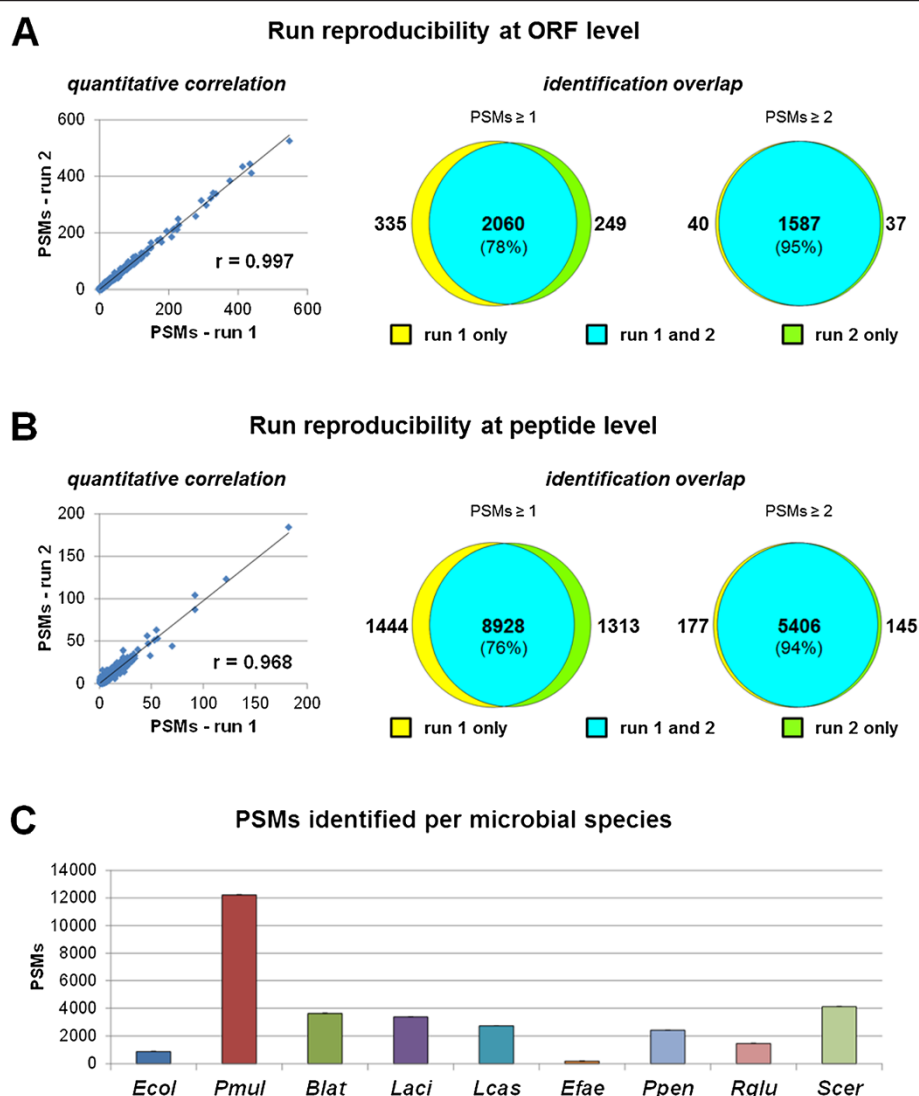 A
Run reproducibility at ORF level
quantitative correlation
identification overlap
600
400
200
0
PSMs - run 2
r = 0.997
0 200 400 600
PSMs - run 1
PSMs ≥ 1
335
2060
(78%)
249
PSMs ≥ 2
40
1587
(95%)
37
run 1 only
run 1 and 2
run 2 only
B
Run reproducibility at peptide level
quantitative correlation
identification overlap
200
150
100
50
0
PSMs - run 2
r = 0.968
0 50 100 150 200
PSMs - run 1
PSMs ≥ 1
1444
8928
(76%)
1313
PSMs ≥ 2
177
5406
(94%)
145
run 1 only
run 1 and 2
run 2 only
C
PSMs identified per microbial species
14000
12000
10000
8000
6000
4000
2000
0
PSMs
Ecol Pmul Blat Laci Lcas Efae Ppen Rglu Scer